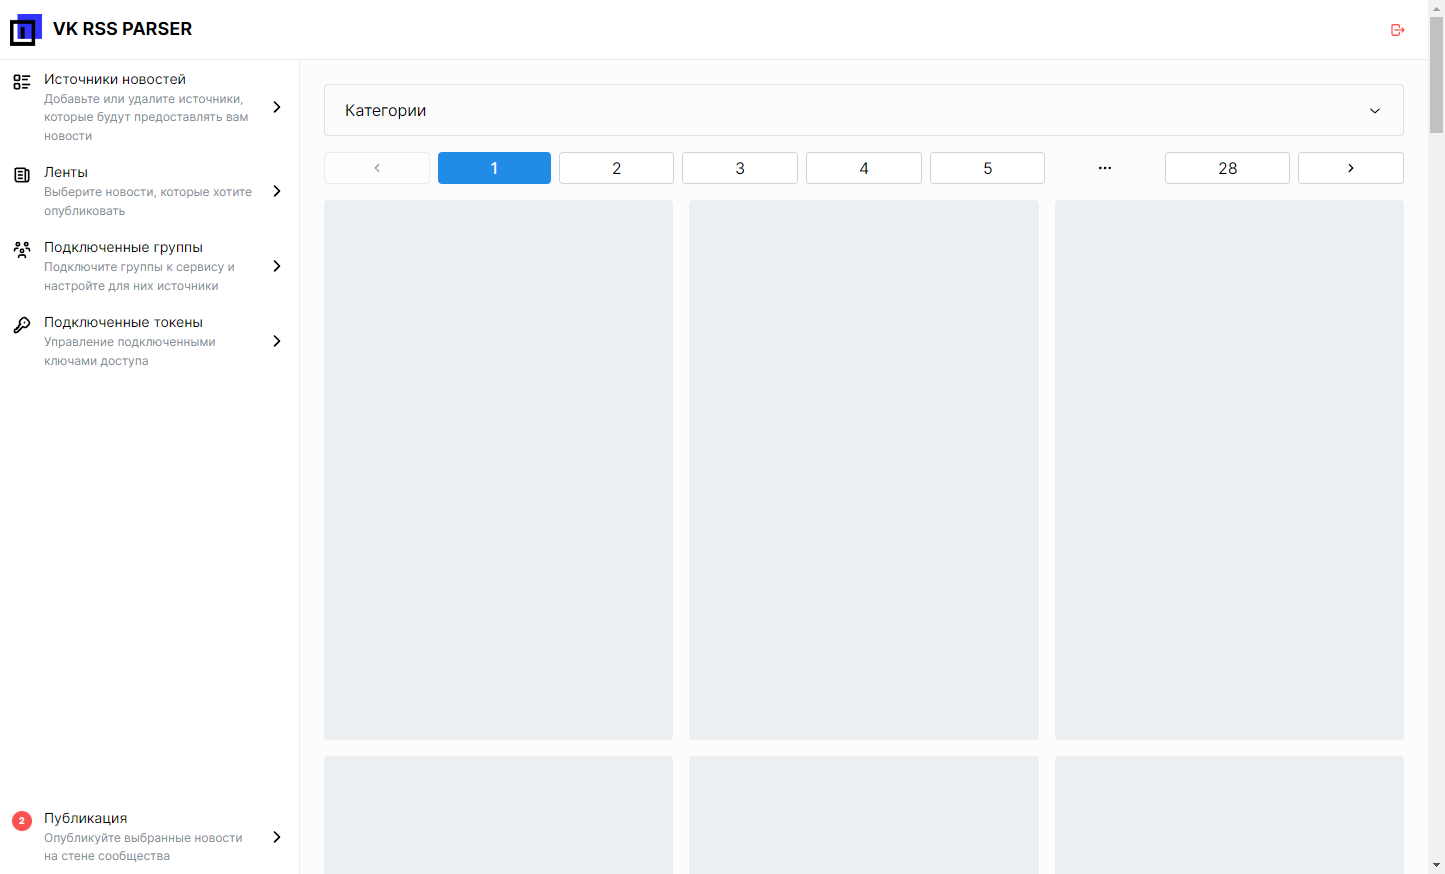 VK RSS PARSER
Источники новостей
Добавьте или удалите источники,
которые будут предоставлять вам
новости
Ленты
Выберите новости, которые хотите
опубликовать
Подключенные группы
Подключите группы к сервису и
настройте для них источники
Подключенные токены
Управление подключенными
ключами доступа
2
Публикация
Опубликуйте выбранные новости
на стене сообщества
Категории
1 2 3 4 5 ··· 28